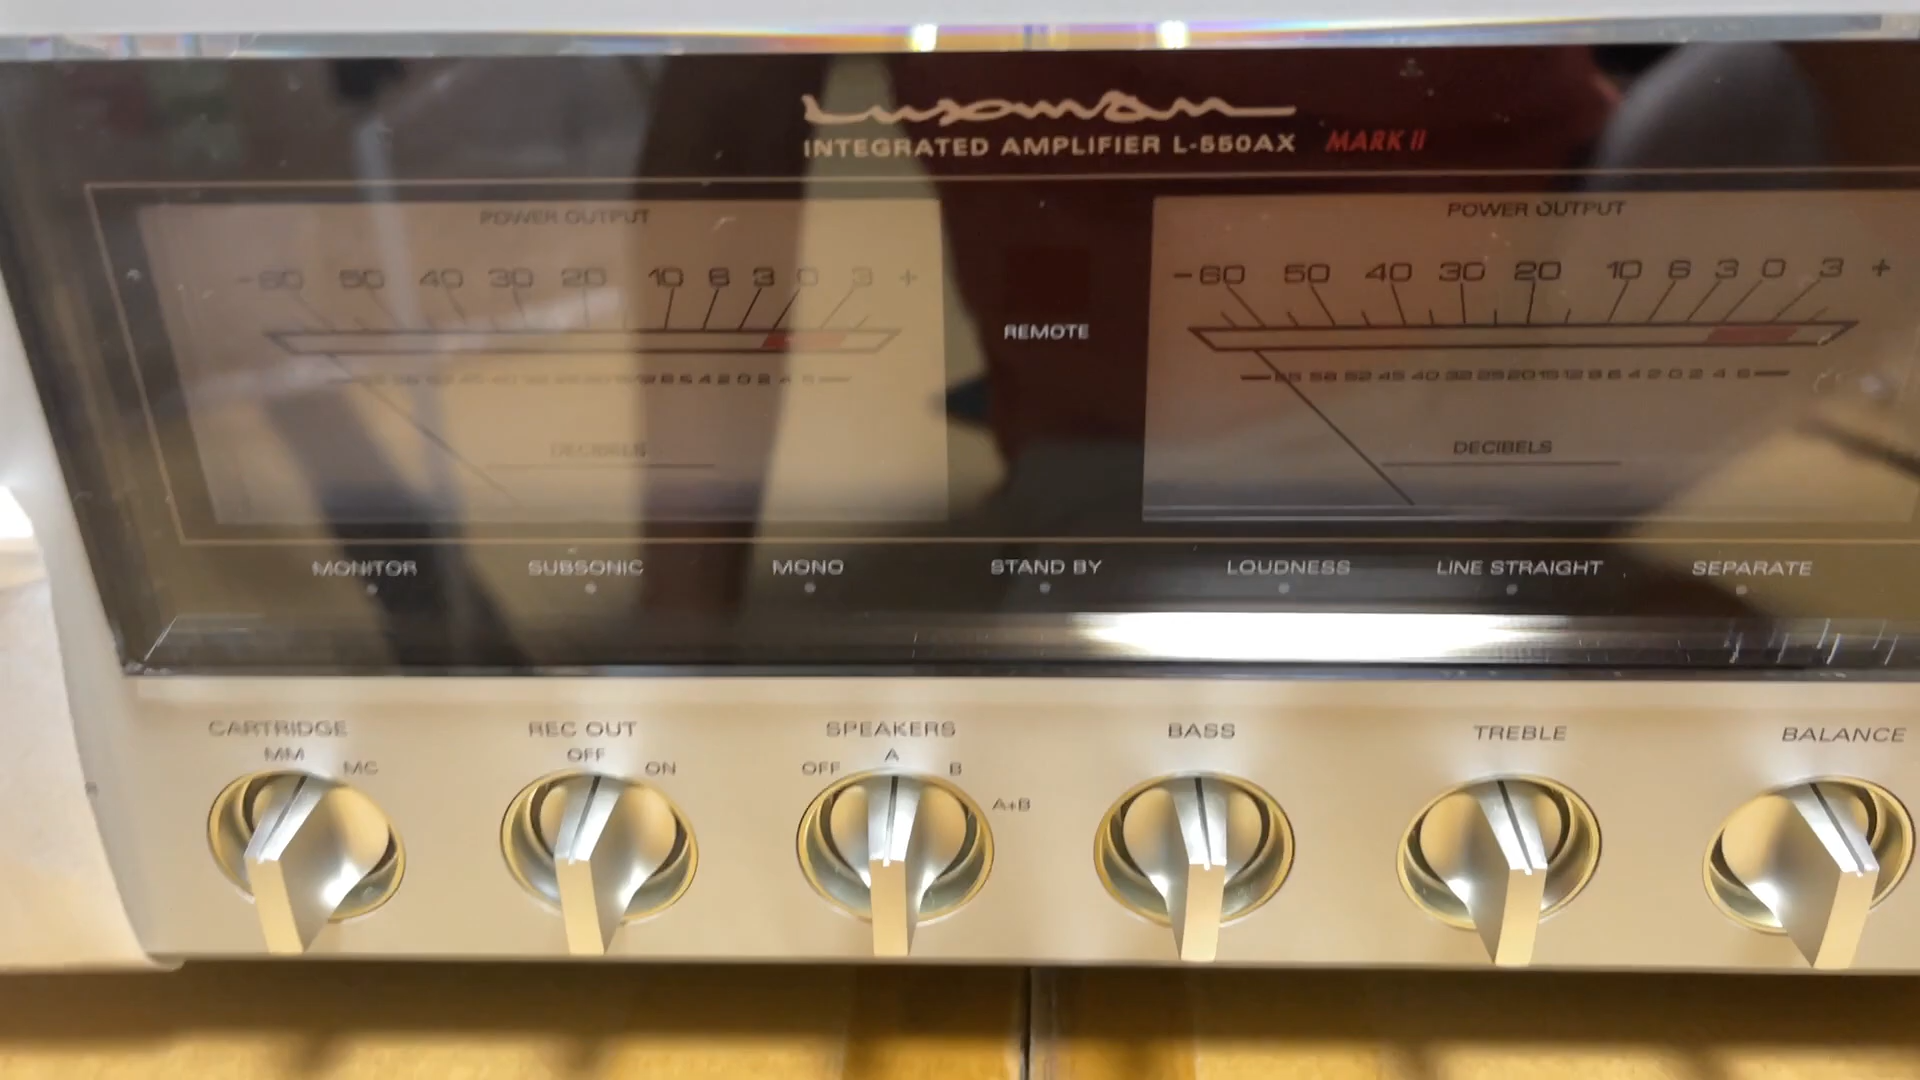 LUXMAN
INTEGRATED AMPLIFIER L-550AX MARK II
POWER OUTPUT
-60 50 40 30 20 10 6 3 0 3 +
DECIBELS
REMOTE
POWER OUTPUT
-60 50 40 30 20 10 6 3 0 3 +
DECIBELS
MONITOR SUBSONIC MONO STAND BY LOUDNESS LINE STRAIGHT SEPARATE
CARTRIDGE
MM MC
REC OUT
OFF ON
SPEAKERS
OFF A B A+B
BASS
TREBLE
BALANCE